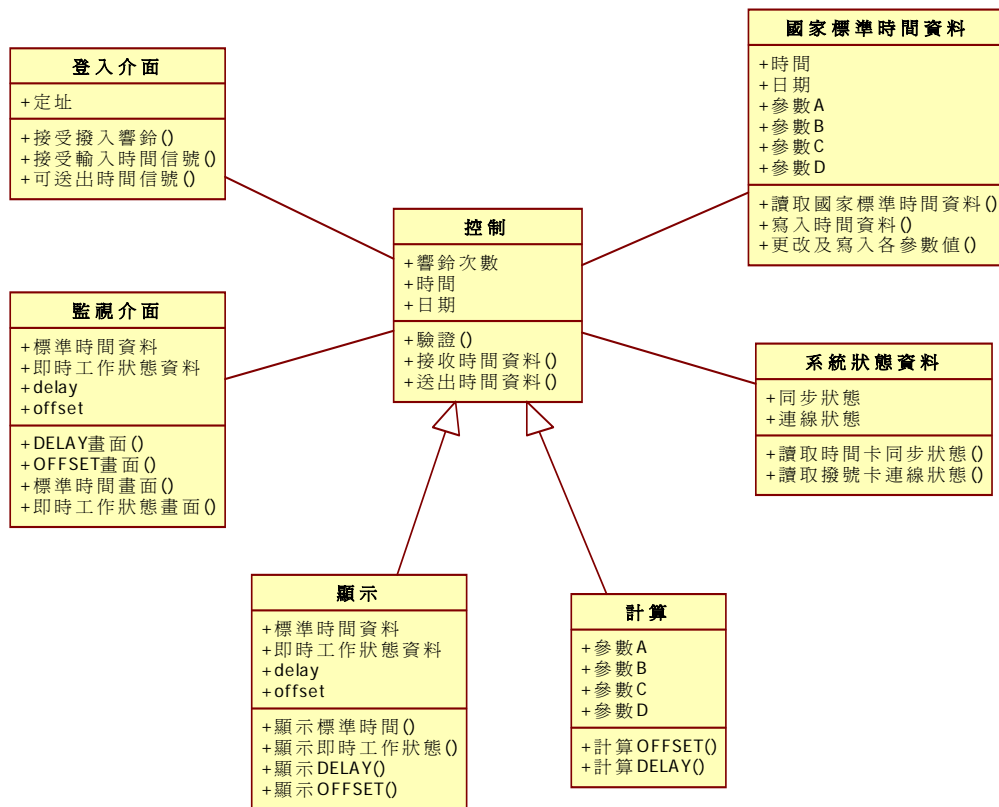 登入介面
+定址
+接受撥入響鈴()
+接受輸入時間信號()
+可送出時間信號()
國家標準時間資料
+時間
+日期
+參數A
+參數B
+參數C
+參數D
+讀取國家標準時間資料()
+寫入時間資料()
+更改及寫入各參數值()
控制
+響鈴次數
+時間
+日期
+驗證()
+接收時間資料()
+送出時間資料()
監視介面
+標準時間資料
+即時工作狀態資料
+delay
+offset
+DELAY畫面()
+OFFSET畫面()
+標準時間畫面()
+即時工作狀態畫面()
系統狀態資料
+同步狀態
+連線狀態
+讀取時間卡同步狀態()
+讀取撥號卡連線狀態()
顯示
+標準時間資料
+即時工作狀態資料
+delay
+offset
+顯示標準時間()
+顯示即時工作狀態()
+顯示DELAY()
+顯示OFFSET()
計算
+參數A
+參數B
+參數C
+參數D
+計算OFFSET()
+計算DELAY()